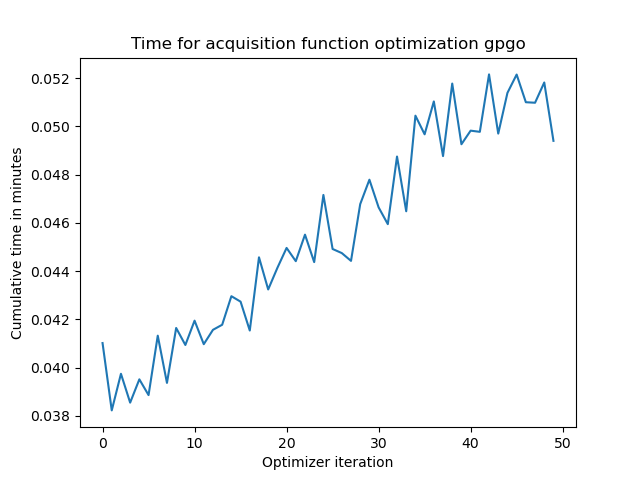 Time for acquisition function optimization gpgo
0.052
0.050
0.048
0.046
0.044
0.042
0.040
0.038
Cumulative time in minutes
0 10 20 30 40 50
Optimizer iteration